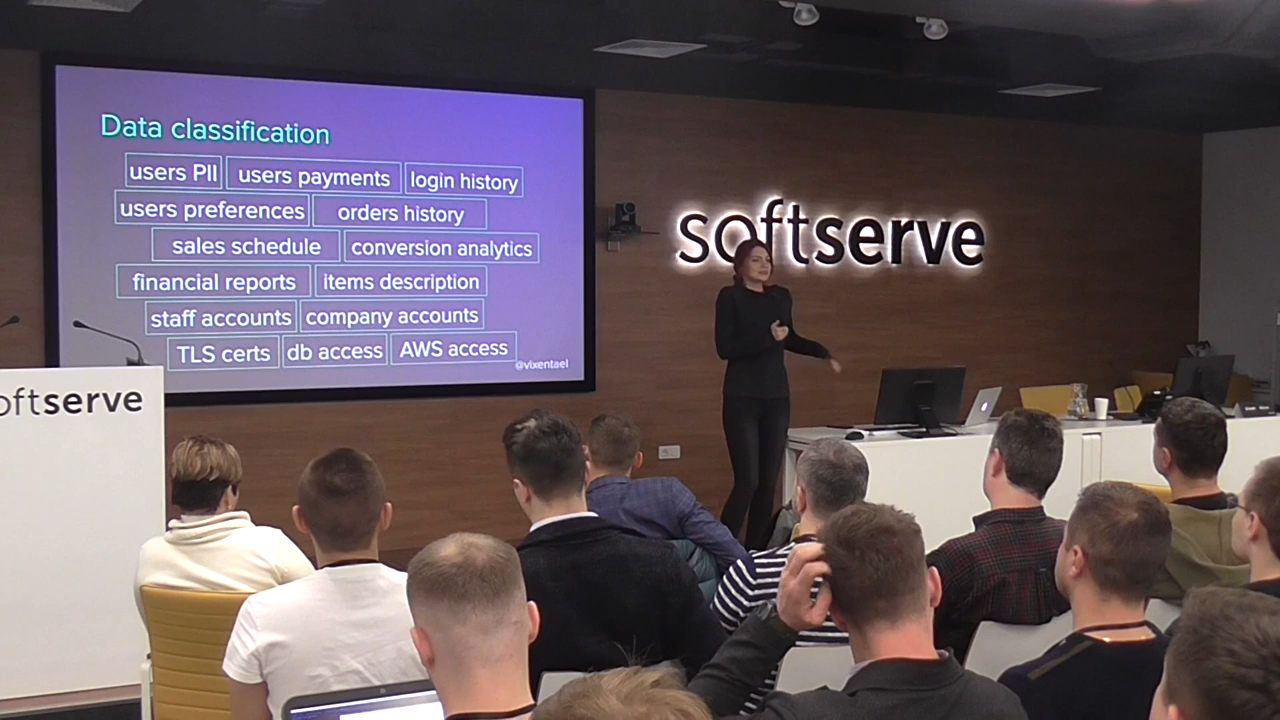 Data classification
users PII users payments login history
users preferences orders history
sales schedule conversion analytics
financial reports items description
staff accounts company accounts
TLS certs db access AWS access
@vixentael
softserve
oftserve